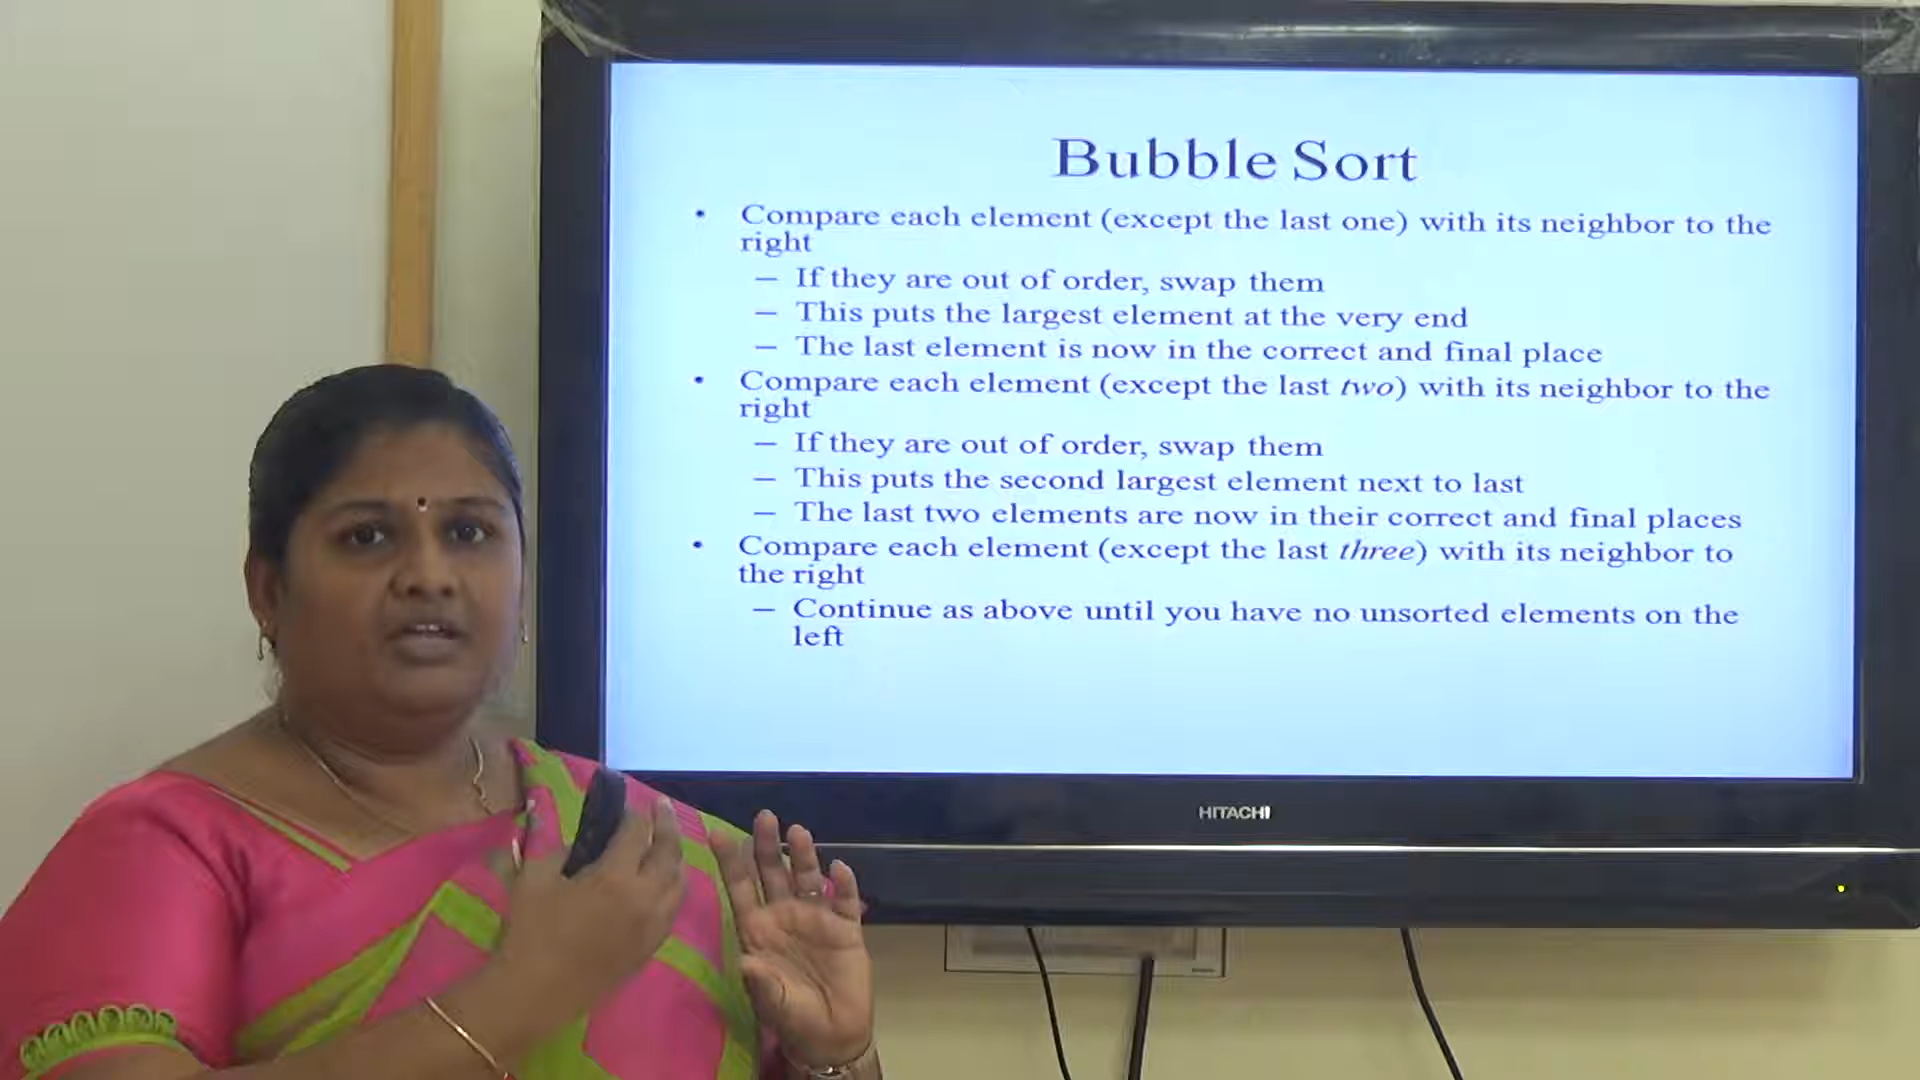 Bubble Sort
• Compare each element (except the last one) with its neighbor to the
right
– If they are out of order, swap them
– This puts the largest element at the very end
– The last element is now in the correct and final place
• Compare each element (except the last two) with its neighbor to the
right
– If they are out of order, swap them
– This puts the second largest element next to last
– The last two elements are now in their correct and final places
• Compare each element (except the last three) with its neighbor to
the right
– Continue as above until you have no unsorted elements on the
left
HITACHI